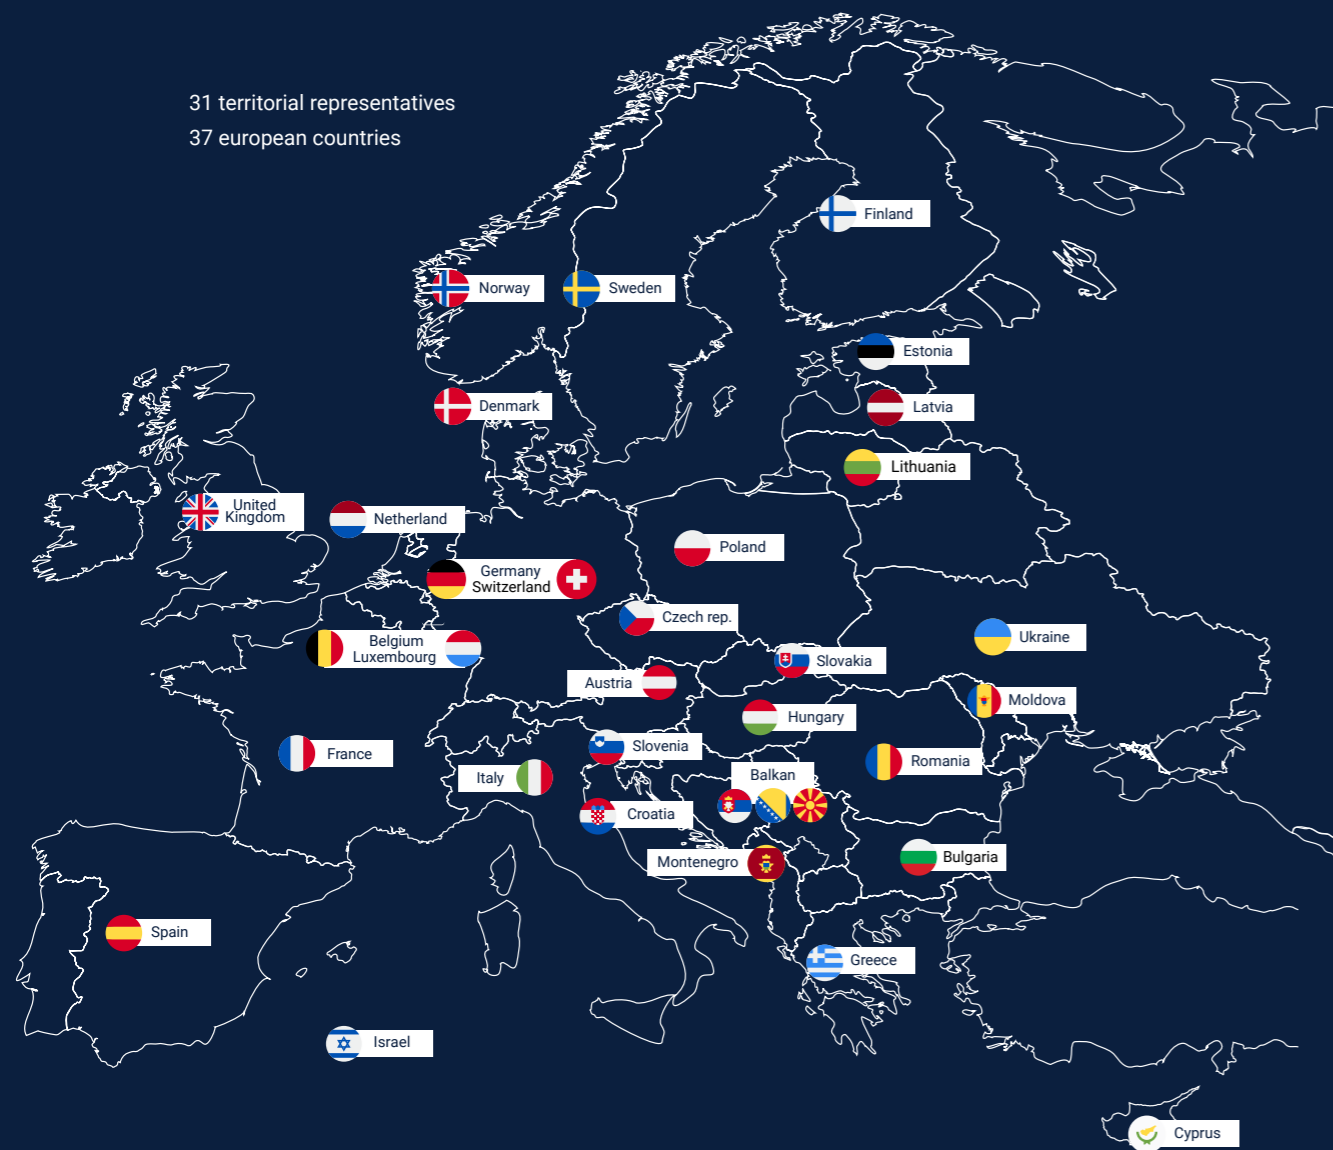 31 territorial representatives
37 european countries
Finland
Norway
Sweden
Estonia
Denmark
Latvia
Lithuania
United
Kingdom
Netherland
Poland
Germany
Switzerland
Czech rep.
Ukraine
Belgium
Luxembourg
Slovakia
Austria
Moldova
Hungary
Slovenia
France
Romania
Italy
Balkan
Croatia
Montenegro
Bulgaria
Spain
Greece
Israel
Cyprus